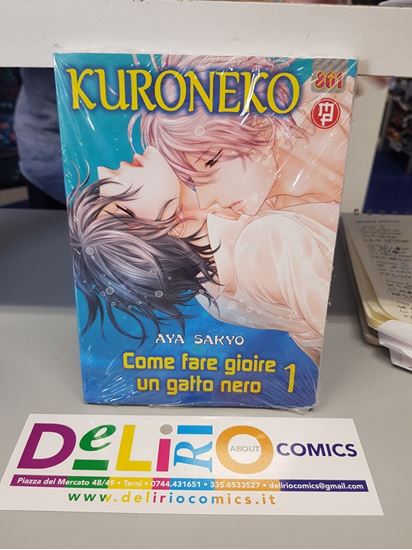 KURONEKO
801
AYA SAKYO
Come fare gioire
un gatto nero 1
DeLiRiO ABOUT COMICS
Piazza del Mercato 48/49 • Terni • 0744.431651 • 335.6533527 • deliriocomics@gmail.com
www.deliriocomics.it